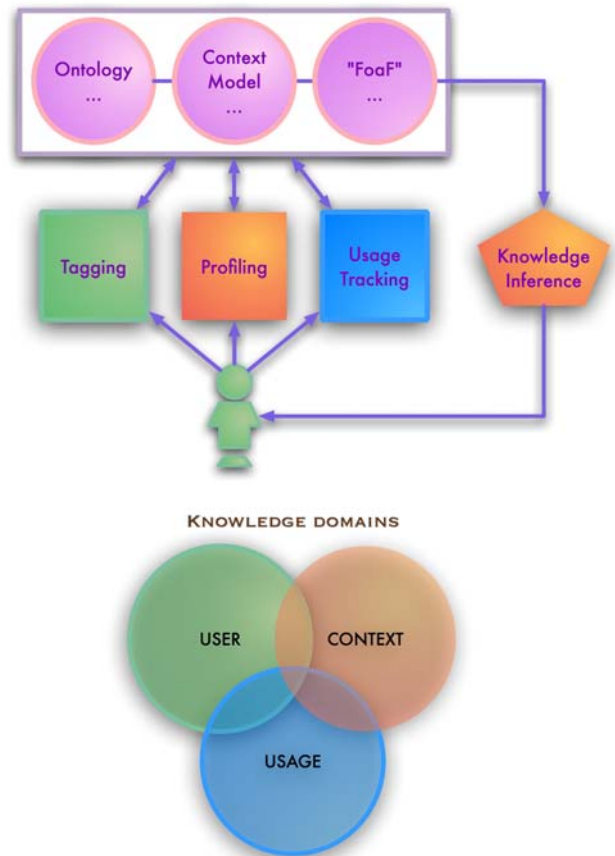 Ontology
...
Context
Model
...
"FoaF"
...
Tagging
Profiling
Usage
Tracking
Knowledge
Inference
KNOWLEDGE DOMAINS
USER
CONTEXT
USAGE